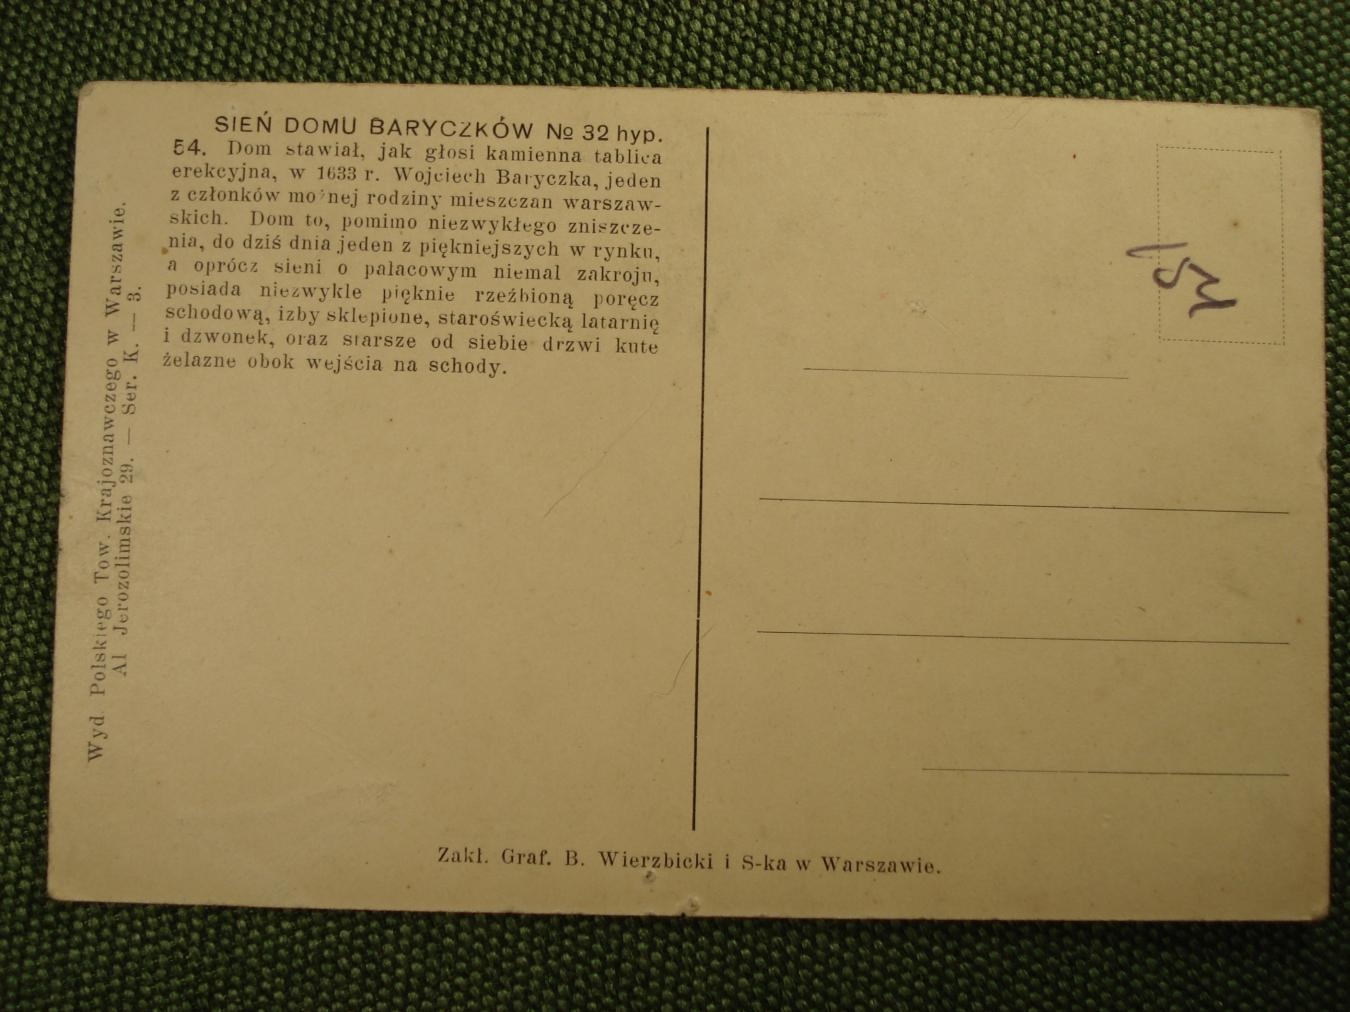 SIEŃ DOMU BARYCZKÓW № 32 hyp.
54. Dom stawiał, jak głosi kamienna tablica
erekcyjna, w 1633 r. Wojciech Baryczka, jeden
z członków możnej rodziny mieszczan warszaw-
skich. Dom to, pomimo niezwykłego zniszcze-
nia, do dziś dnia jeden z piękniejszych w rynku,
a oprócz sieni o pałacowym niemal zakroju,
posiada niezwykle pięknie rzeźbioną poręcz
schodową, izby sklepione, staroświecką latarnię
i dzwonek, oraz starsze od siebie drzwi kute
żelazne obok wejścia na schody.
Wyd. Polskiego Tow. Krajoznawczego w Warszawie.
Al Jerozolimskie 29. — Ser. K. — 3.
Zakł. Graf. B. Wierzbicki i S-ka w Warszawie.